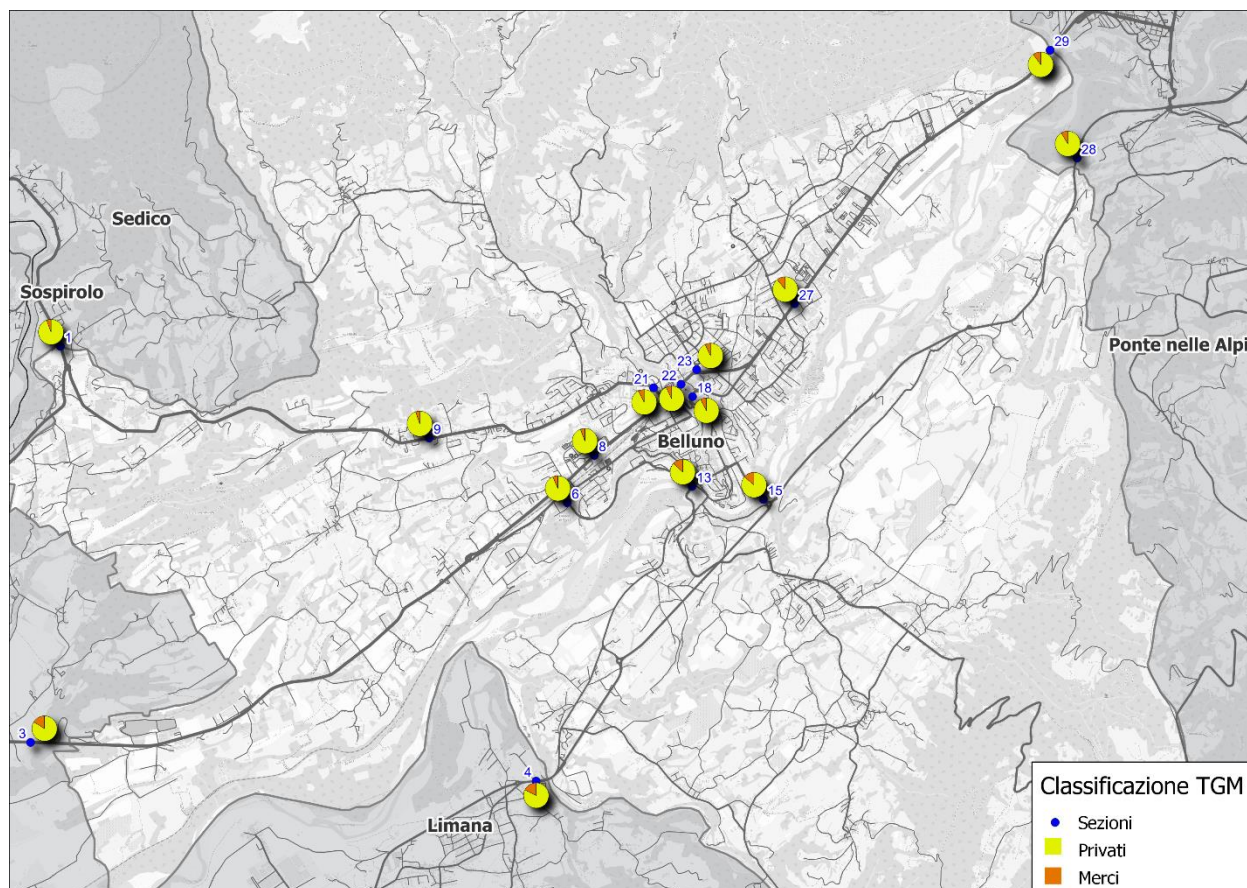 29
28
Sedico
Sospirolo
27
1
Ponte nelle Alpi
23
22
21
18
9
8
Belluno
13
15
6
3
4
Limana
Classificazione TGM
Sezioni
Privati
Merci